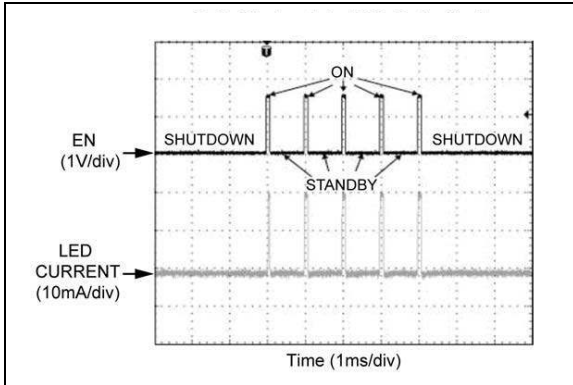 ON
EN
(1V/div)
SHUTDOWN
SHUTDOWN
STANDBY
LED
CURRENT
(10mA/div)
Time (1ms/div)